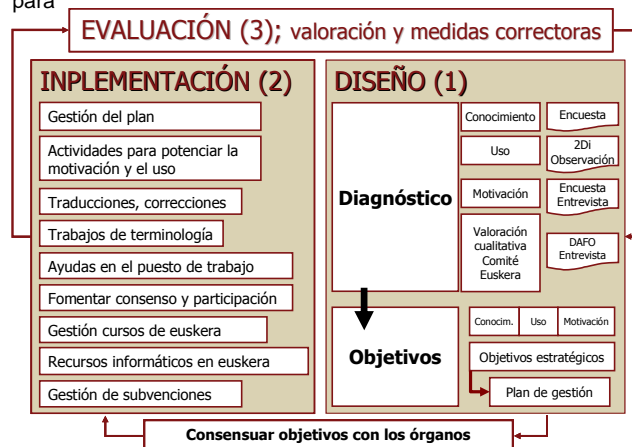 para
EVALUACIÓN (3); valoración y medidas correctoras
INPLEMENTACIÓN (2)
Gestión del plan
Actividades para potenciar la
motivación y el uso
Traducciones, correcciones
Trabajos de terminología
Ayudas en el puesto de trabajo
Fomentar consenso y participación
Gestión cursos de euskera
Recursos informáticos en euskera
Gestión de subvenciones
DISEÑO (1)
Diagnóstico
Conocimiento
Encuesta
Uso
2Di
Observación
Motivación
Encuesta
Entrevista
Valoración
cualitativa
Comité
Euskera
DAFO
Entrevista
Objetivos
Conocim.
Uso
Motivación
Objetivos estratégicos
Plan de gestión
Consensuar objetivos con los órganos